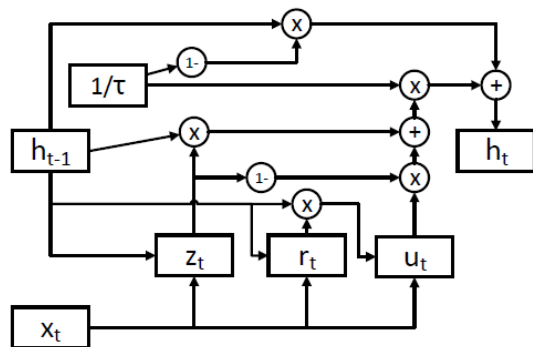 x
1-
1/τ
x
+
h_{t-1}
x
+
h_t
1-
x
x
z_t
r_t
u_t
x_t